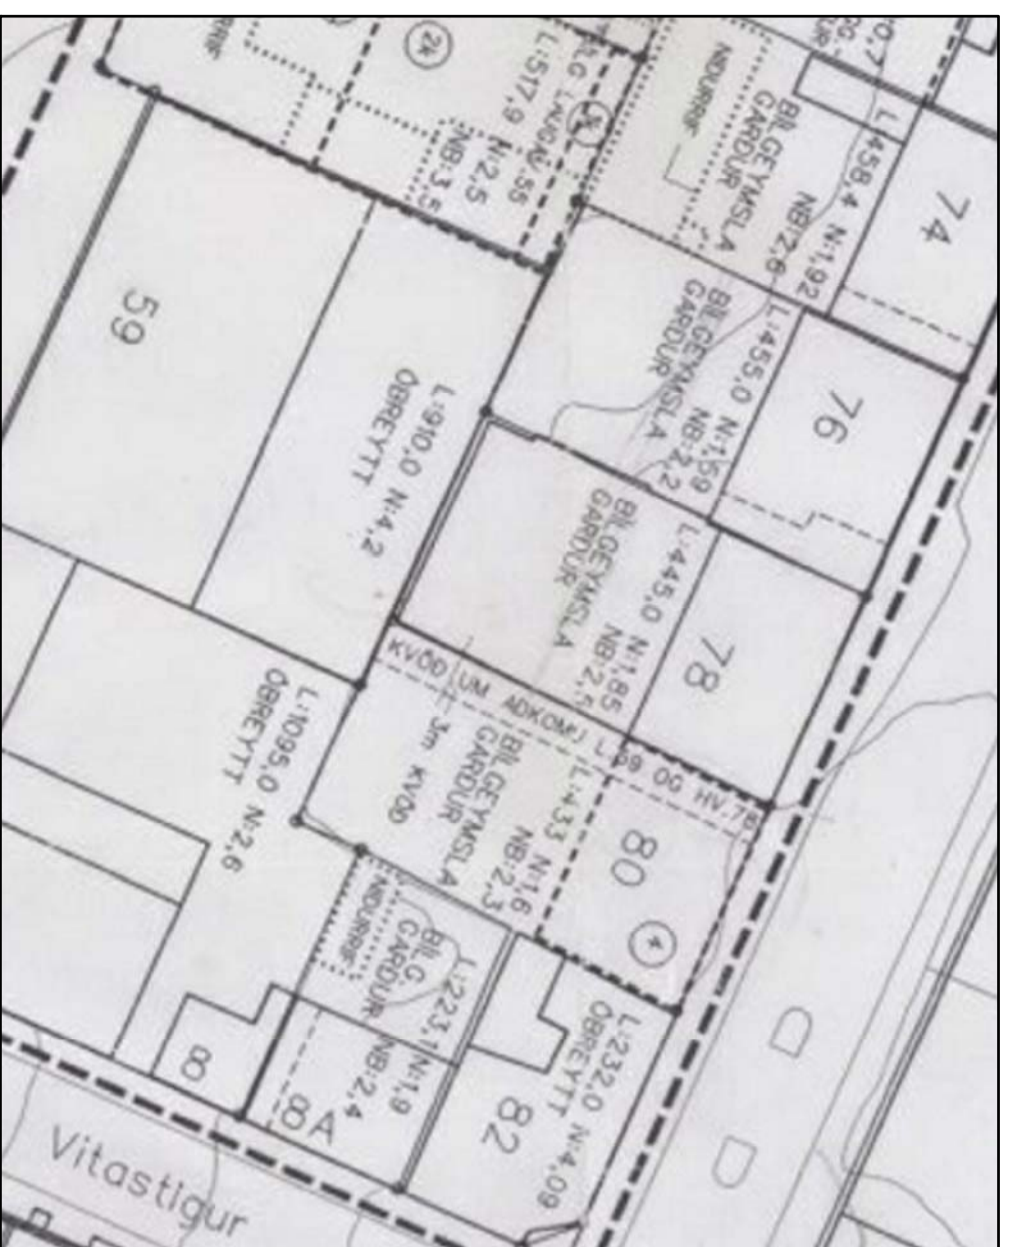 24
L:517,9 N:2,5
NB:3,5
NIÐURRIF
BÍLGEYMSLA
GARÐUR
L:458,4 N:1,92
NB:2,6
74
59
BÍLGEYMSLA
GARÐUR
L:455,0 N:1,59
NB:2,2
76
L:910,0 N:4,2
ÓBREYTT
BÍLGEYMSLA
GARÐUR
L:445,0 N:1,85
NB:2,5
78
KVÖÐ UM AÐKOMU L.59 OG HV.78
3m KVÖÐ
BÍLGEYMSLA
GARÐUR
L:433 N:1,6
NB:2,3
80
4
L:1095,0 N:2,6
ÓBREYTT
NIÐURRIF
BÍLG.
GARÐUR
L:223,1 N:1,9
NB:2,4
8
8A
L:232,0 N:4,09
ÓBREYTT
82
Vitastígur